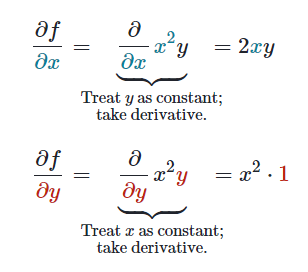 ∂f/∂x = ∂/∂x x²y = 2xy
Treat y as constant;
take derivative.
∂f/∂y = ∂/∂y x²y = x² · 1
Treat x as constant;
take derivative.